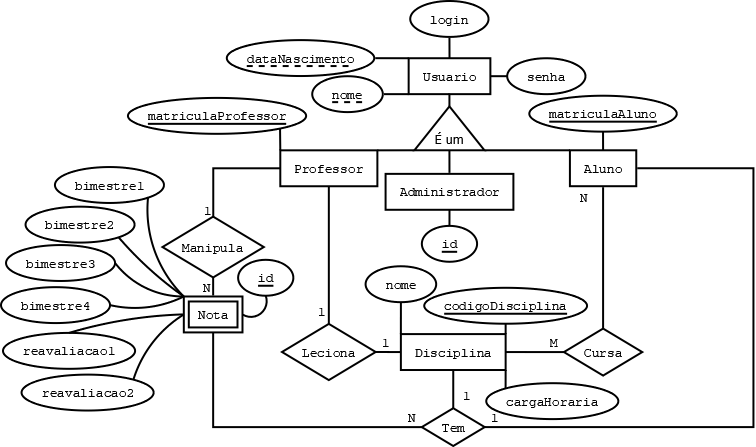 login
dataNascimento
Usuario
senha
nome
matriculaProfessor
matriculaAluno
É um
Professor
Aluno
bimestre1
Administrador
N
1
bimestre2
Manipula
id
bimestre3
id
nome
N
bimestre4
codigoDisciplina
Nota
1
reavaliacao1
Leciona
1
Disciplina
M
Cursa
reavaliacao2
1
cargaHoraria
N
1
Tem